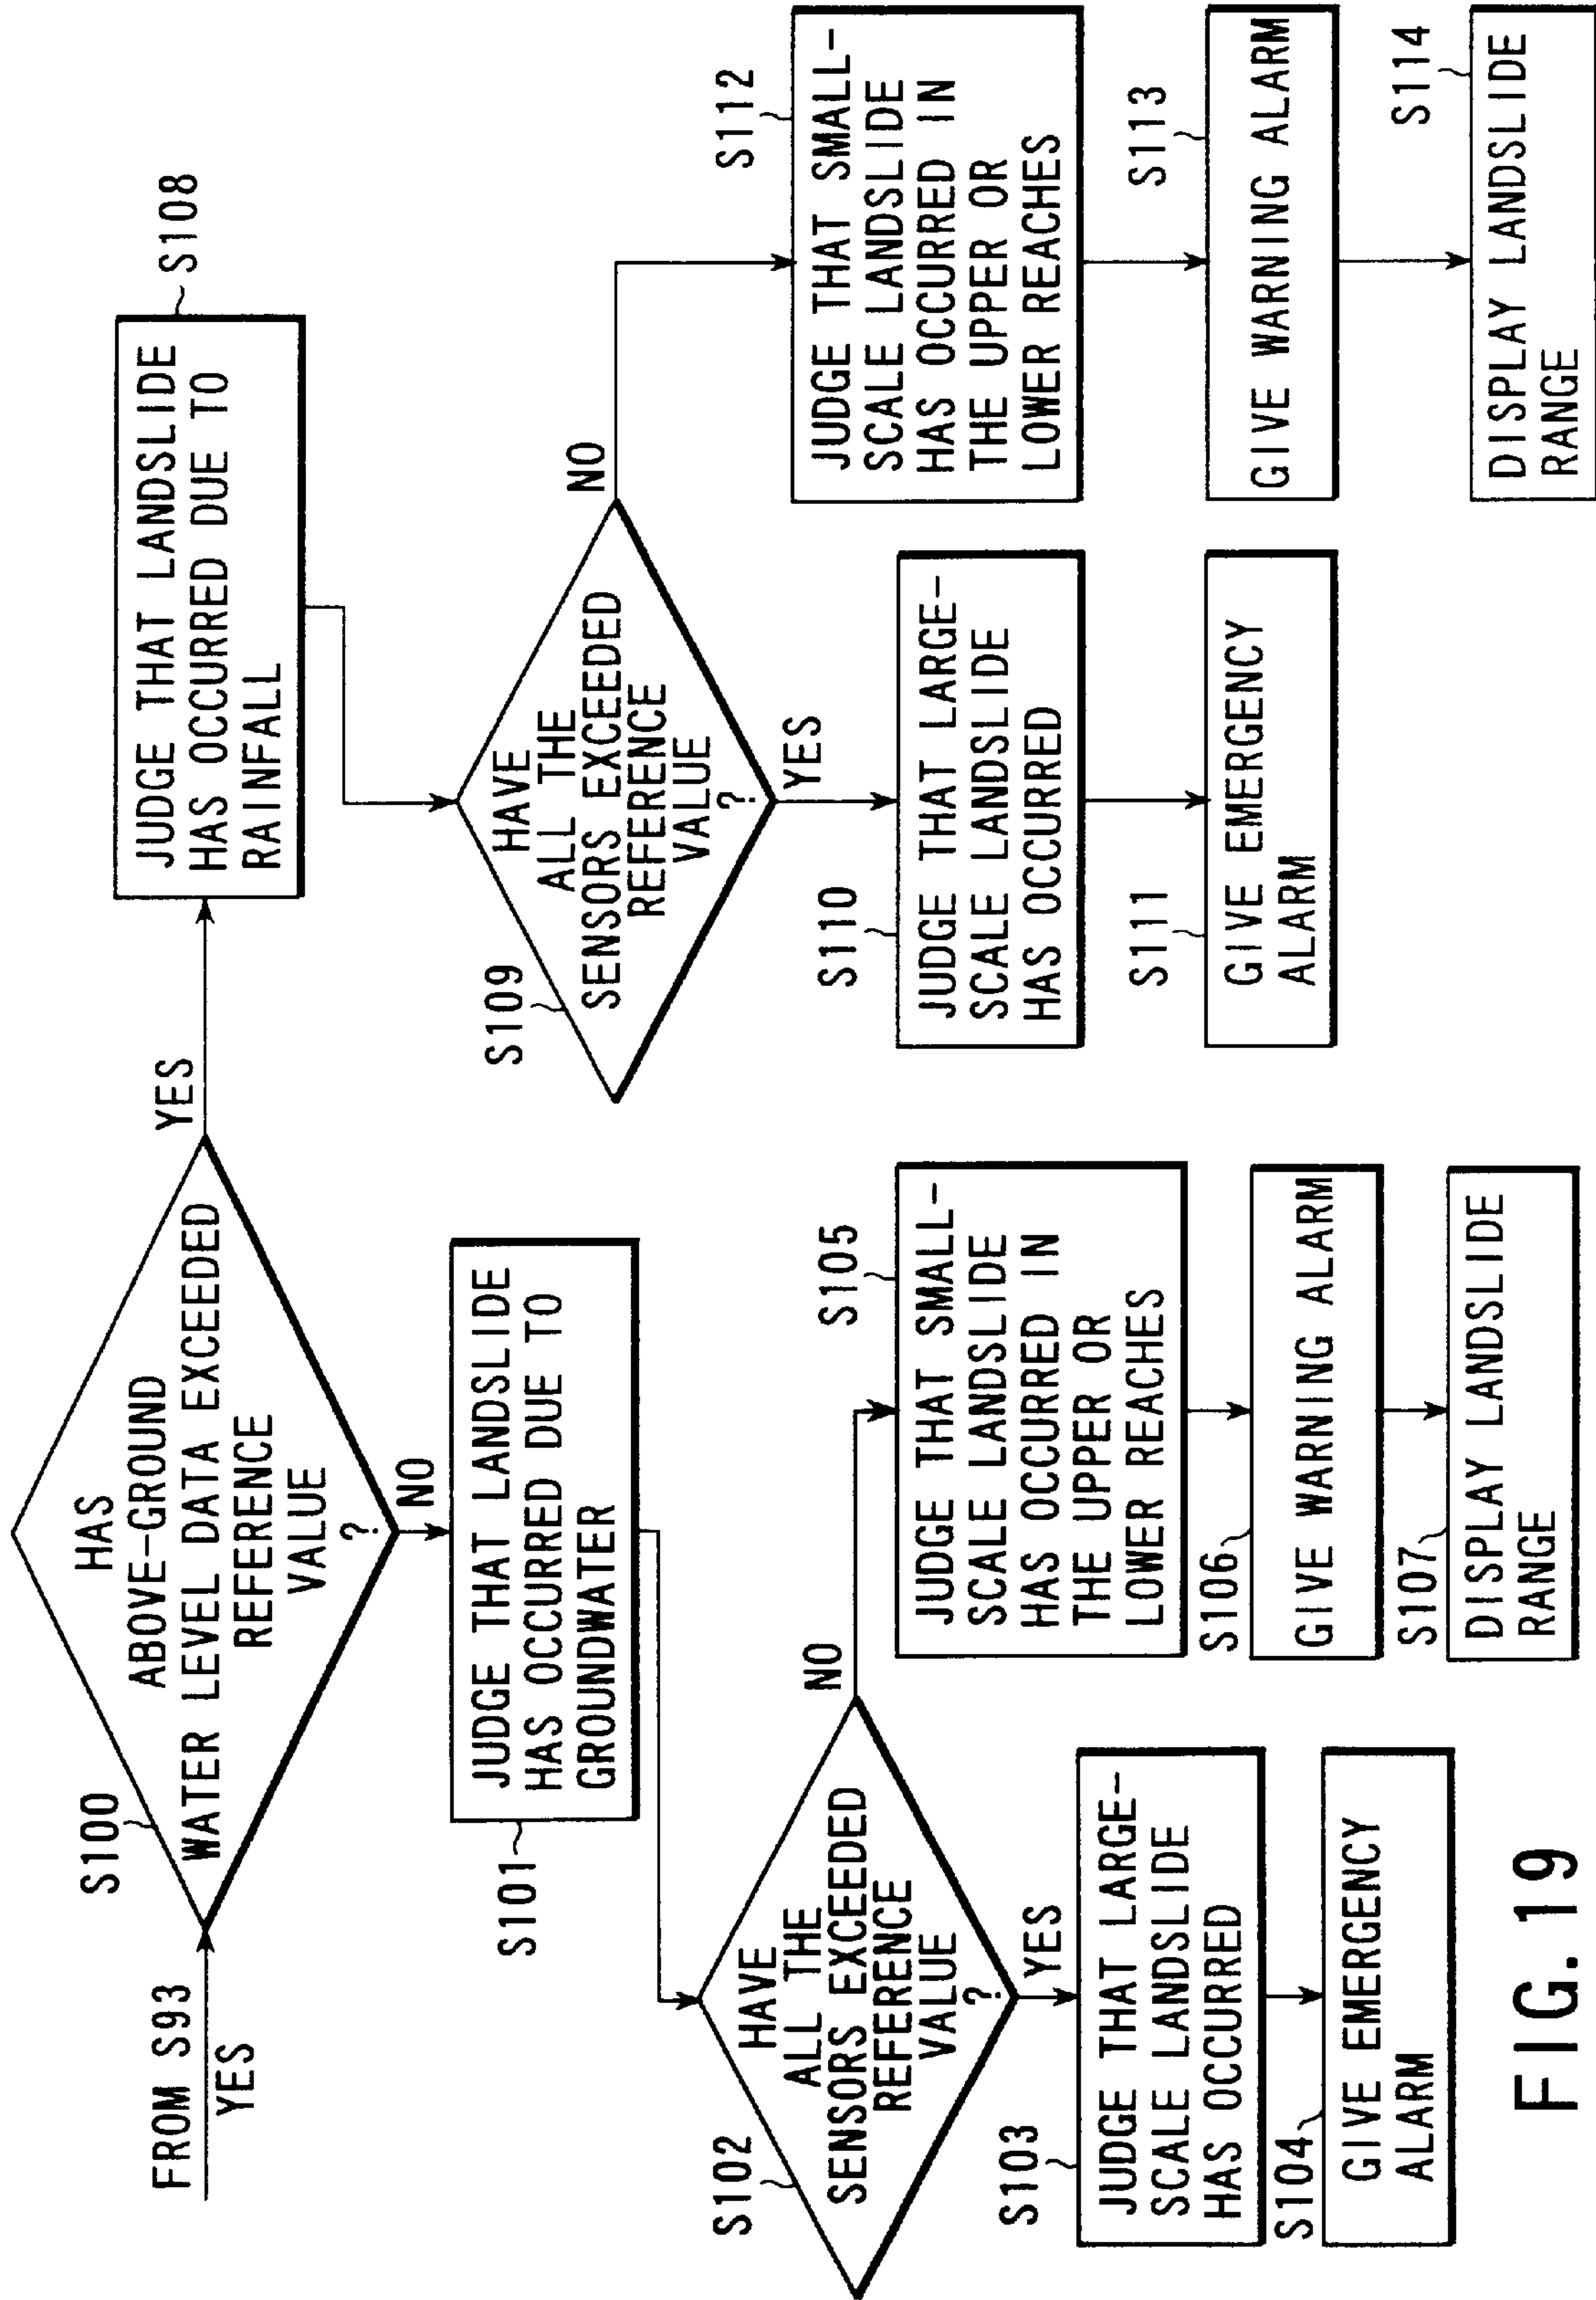 FROM S93
YES
S100
HAS
ABOVE-GROUND
WATER LEVEL DATA EXCEEDED
REFERENCE
VALUE
?
YES
NO
S108
JUDGE THAT LANDSLIDE
HAS OCCURRED DUE TO
RAINFALL
S101
JUDGE THAT LANDSLIDE
HAS OCCURRED DUE TO
GROUNDWATER
S102
HAVE
ALL THE
SENSORS EXCEEDED
REFERENCE
VALUE
?
NO
YES
S103
JUDGE THAT LARGE-
SCALE LANDSLIDE
HAS OCCURRED
S104
GIVE EMERGENCY
ALARM
S105
JUDGE THAT SMALL-
SCALE LANDSLIDE
HAS OCCURRED IN
THE UPPER OR
LOWER REACHES
S106
GIVE WARNING ALARM
S107
DISPLAY LANDSLIDE
RANGE
S109
HAVE
ALL THE
SENSORS EXCEEDED
REFERENCE
VALUE
?
NO
YES
S110
JUDGE THAT LARGE-
SCALE LANDSLIDE
HAS OCCURRED
S111
GIVE EMERGENCY
ALARM
S112
JUDGE THAT SMALL-
SCALE LANDSLIDE
HAS OCCURRED IN
THE UPPER OR
LOWER REACHES
S113
GIVE WARNING ALARM
S114
DISPLAY LANDSLIDE
RANGE
FIG. 19